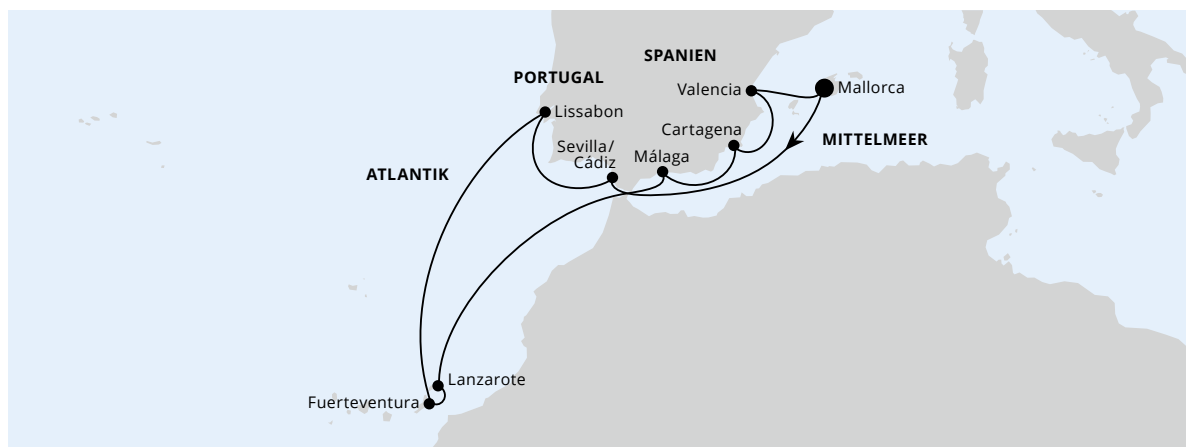 SPANIEN
PORTUGAL
Valencia
Mallorca
Lissabon
Cartagena
MITTELMEER
Sevilla/
Cádiz
Málaga
ATLANTIK
Lanzarote
Fuerteventura